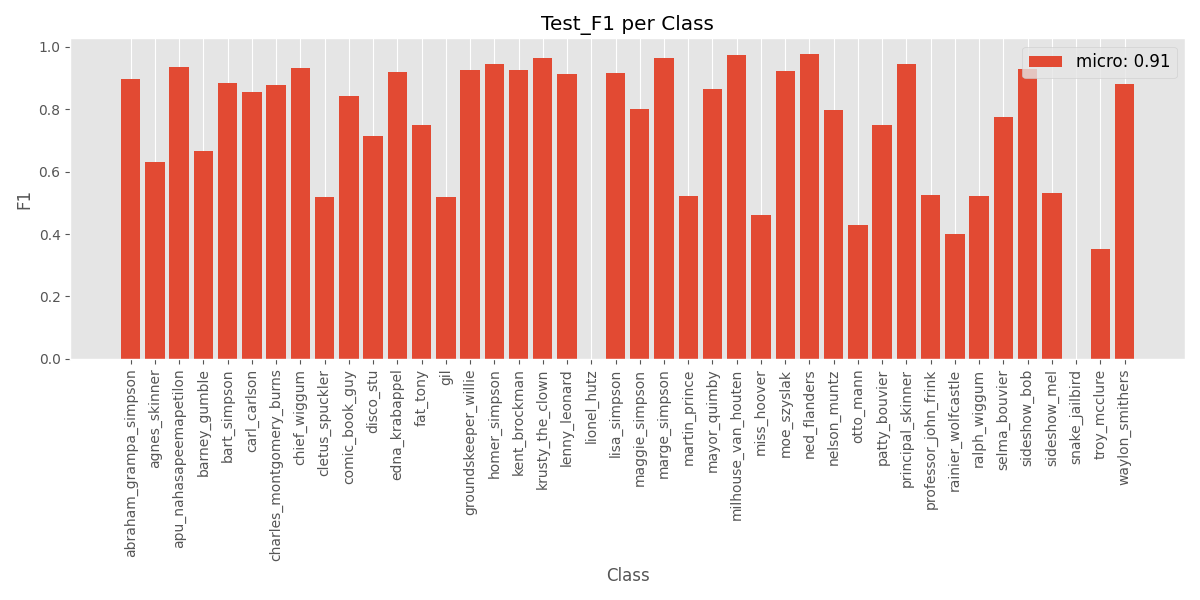 Test_F1 per Class
micro: 0.91
F1
1.0
0.8
0.6
0.4
0.2
0.0
abraham_grampa_simpson
agnes_skinner
apu_nahasapeemapetilon
barney_gumble
bart_simpson
carl_carlson
charles_montgomery_burns
chief_wiggum
cletus_spuckler
comic_book_guy
disco_stu
edna_krabappel
fat_tony
gil
groundskeeper_willie
homer_simpson
kent_brockman
krusty_the_clown
lenny_leonard
lionel_hutz
lisa_simpson
maggie_simpson
marge_simpson
martin_prince
mayor_quimby
milhouse_van_houten
miss_hoover
moe_szyslak
ned_flanders
nelson_muntz
otto_mann
patty_bouvier
principal_skinner
professor_john_frink
rainier_wolfcastle
ralph_wiggum
selma_bouvier
sideshow_bob
sideshow_mel
snake_jailbird
troy_mcclure
waylon_smithers
Class